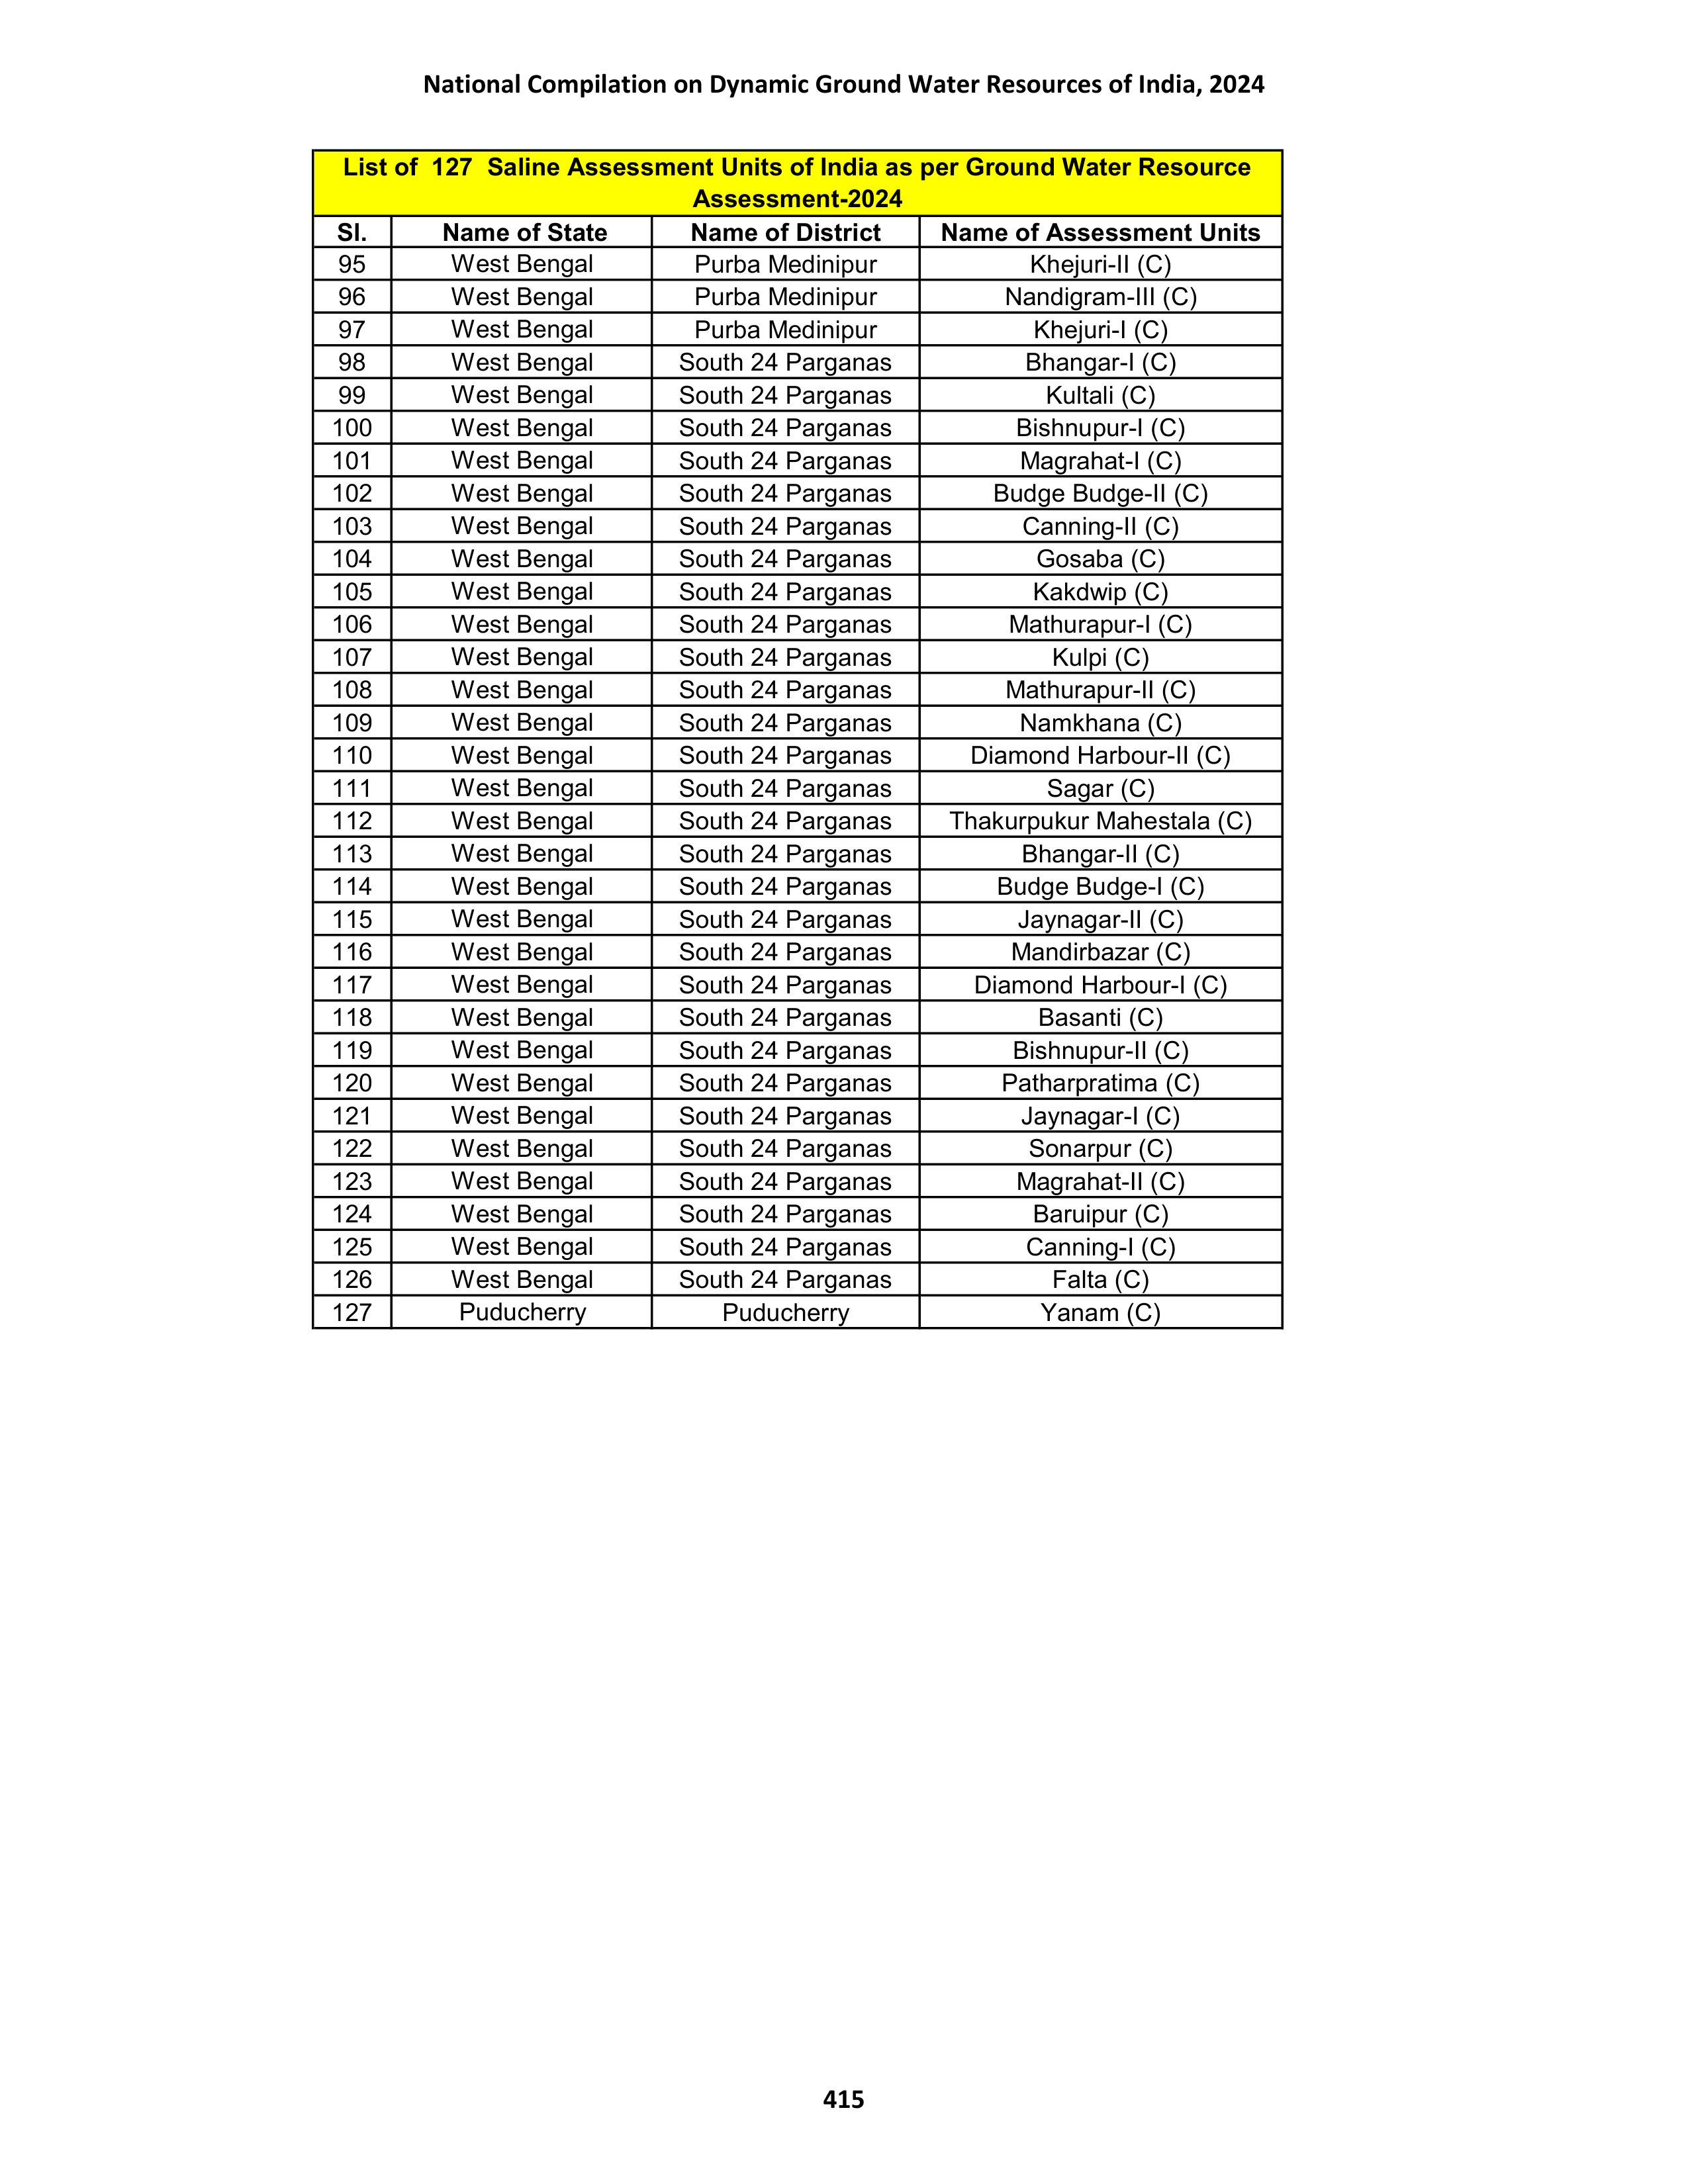 National Compilation on Dynamic Ground Water Resources of India, 2024
List of 127 Saline Assessment Units of India as per Ground Water Resource
Assessment-2024
Sl. Name of State Name of District Name of Assessment Units
95 West Bengal Purba Medinipur Khejuri-II (C)
96 West Bengal Purba Medinipur Nandigram-III (C)
97 West Bengal Purba Medinipur Khejuri-I (C)
98 West Bengal South 24 Parganas Bhangar-I (C)
99 West Bengal South 24 Parganas Kultali (C)
100 West Bengal South 24 Parganas Bishnupur-I (C)
101 West Bengal South 24 Parganas Magrahat-I (C)
102 West Bengal South 24 Parganas Budge Budge-II (C)
103 West Bengal South 24 Parganas Canning-II (C)
104 West Bengal South 24 Parganas Gosaba (C)
105 West Bengal South 24 Parganas Kakdwip (C)
106 West Bengal South 24 Parganas Mathurapur-I (C)
107 West Bengal South 24 Parganas Kulpi (C)
108 West Bengal South 24 Parganas Mathurapur-II (C)
109 West Bengal South 24 Parganas Namkhana (C)
110 West Bengal South 24 Parganas Diamond Harbour-II (C)
111 West Bengal South 24 Parganas Sagar (C)
112 West Bengal South 24 Parganas Thakurpukur Mahestala (C)
113 West Bengal South 24 Parganas Bhangar-II (C)
114 West Bengal South 24 Parganas Budge Budge-I (C)
115 West Bengal South 24 Parganas Jaynagar-II (C)
116 West Bengal South 24 Parganas Mandirbazar (C)
117 West Bengal South 24 Parganas Diamond Harbour-I (C)
118 West Bengal South 24 Parganas Basanti (C)
119 West Bengal South 24 Parganas Bishnupur-II (C)
120 West Bengal South 24 Parganas Patharpratima (C)
121 West Bengal South 24 Parganas Jaynagar-I (C)
122 West Bengal South 24 Parganas Sonarpur (C)
123 West Bengal South 24 Parganas Magrahat-II (C)
124 West Bengal South 24 Parganas Baruipur (C)
125 West Bengal South 24 Parganas Canning-I (C)
126 West Bengal South 24 Parganas Falta (C)
127 Puducherry Puducherry Yanam (C)
415